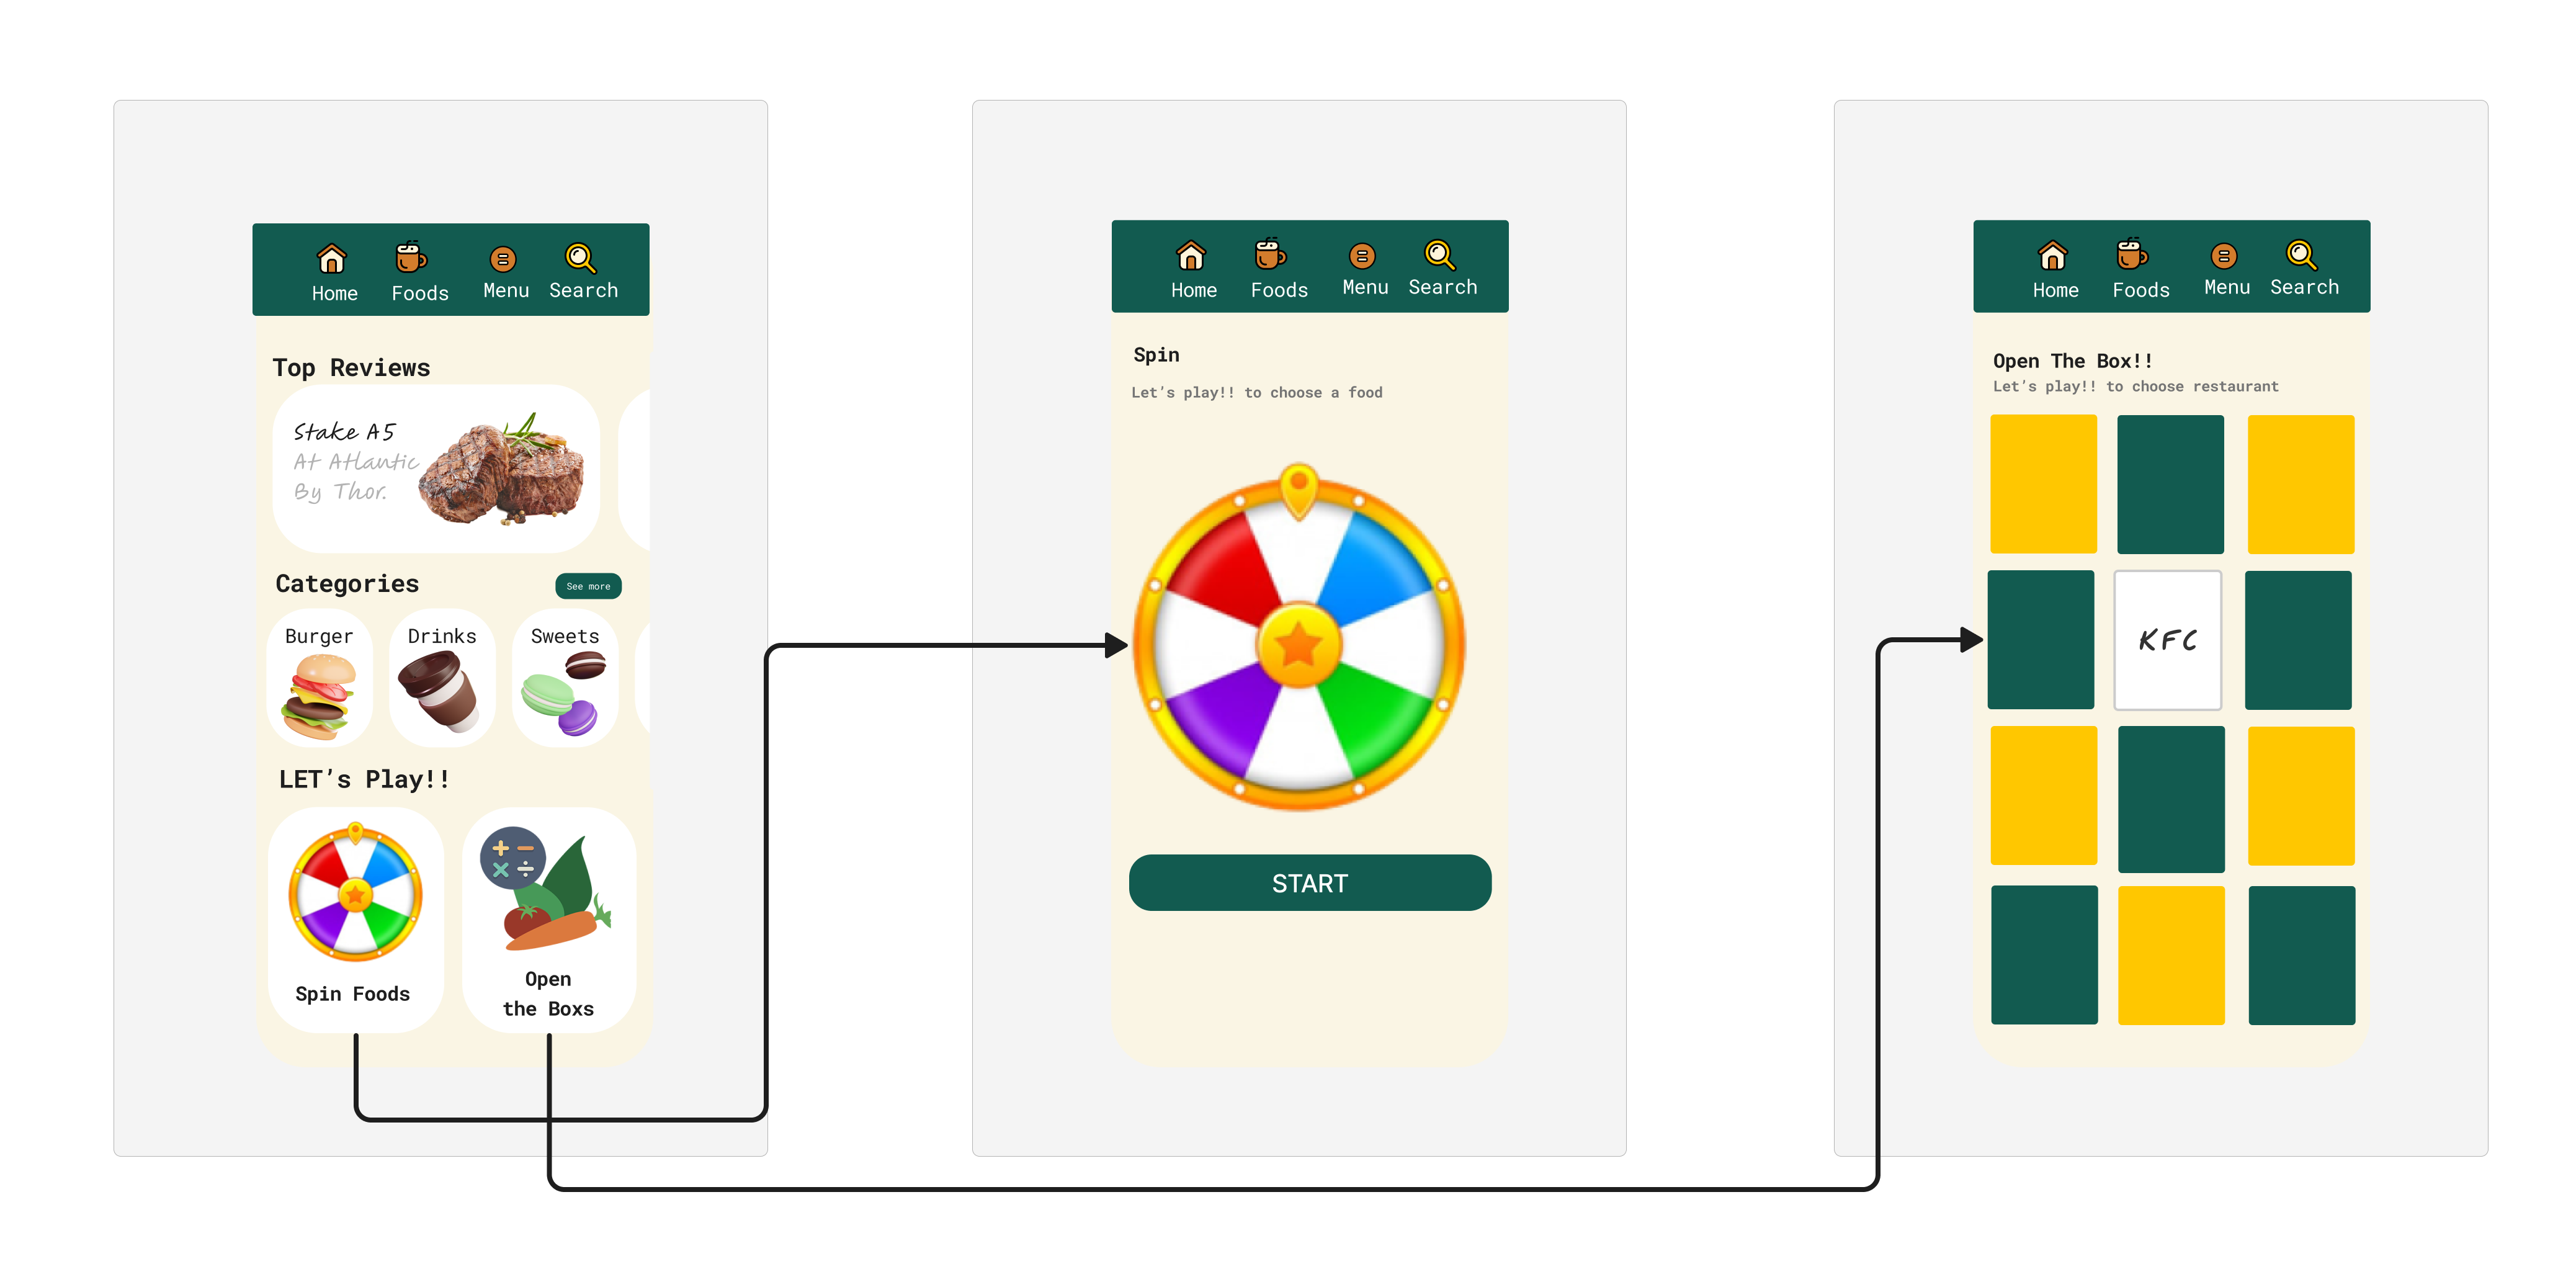 Home Foods Menu Search
Top Reviews
Stake A5
At Atlantic
By Thor.
Categories
See more
Burger
Drinks
Sweets
LET’s Play!!
Spin Foods
Open
the Boxs
Home Foods Menu Search
Spin
Let’s play!! to choose a food
START
Home Foods Menu Search
Open The Box!!
Let’s play!! to choose restaurant
KFC